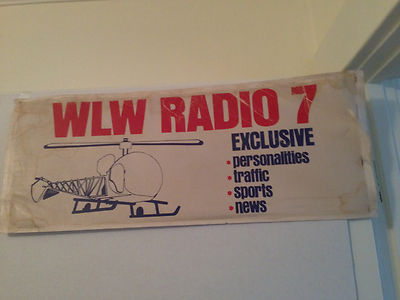 WLW RADIO 7
EXCLUSIVE
• personalities
• traffic
• sports
• news